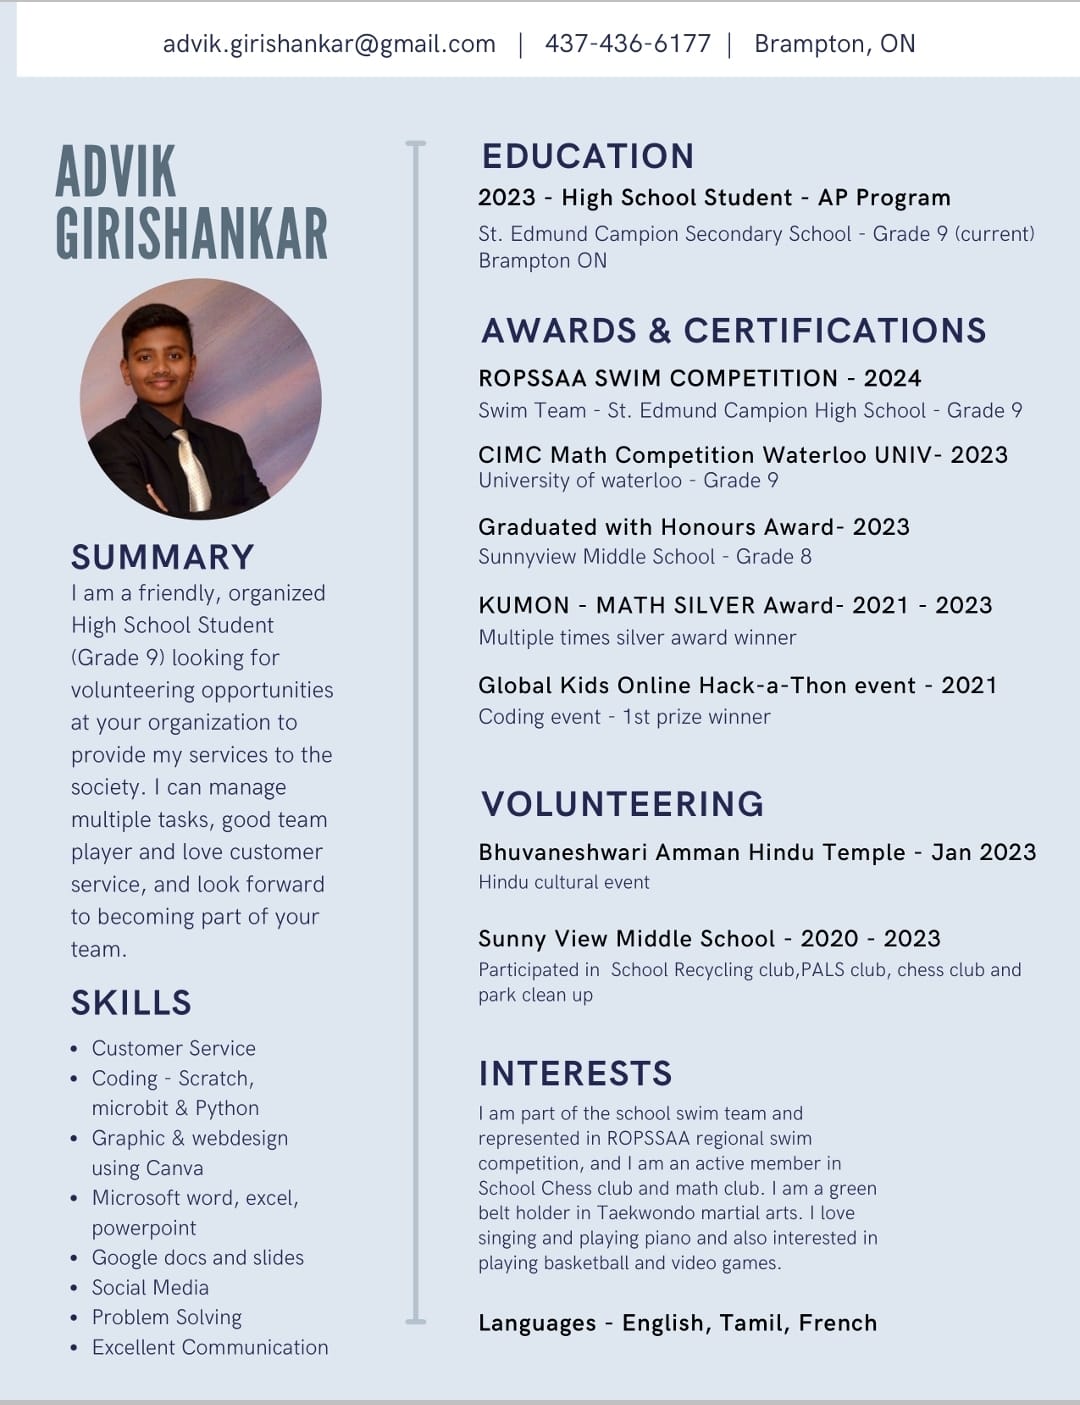 advik.girishankar@gmail.com | 437-436-6177 | Brampton, ON
ADVIK
GIRISHANKAR
SUMMARY
I am a friendly, organized
High School Student
(Grade 9) looking for
volunteering opportunities
at your organization to
provide my services to the
society. I can manage
multiple tasks, good team
player and love customer
service, and look forward
to becoming part of your
team.
SKILLS
• Customer Service
• Coding - Scratch,
microbit & Python
• Graphic & webdesign
using Canva
• Microsoft word, excel,
powerpoint
• Google docs and slides
• Social Media
• Problem Solving
• Excellent Communication
EDUCATION
2023 - High School Student - AP Program
St. Edmund Campion Secondary School - Grade 9 (current)
Brampton ON
AWARDS & CERTIFICATIONS
ROPSSAA SWIM COMPETITION - 2024
Swim Team - St. Edmund Campion High School - Grade 9
CIMC Math Competition Waterloo UNIV- 2023
University of waterloo - Grade 9
Graduated with Honours Award- 2023
Sunnyview Middle School - Grade 8
KUMON - MATH SILVER Award- 2021 - 2023
Multiple times silver award winner
Global Kids Online Hack-a-Thon event - 2021
Coding event - 1st prize winner
VOLUNTEERING
Bhuvaneshwari Amman Hindu Temple - Jan 2023
Hindu cultural event
Sunny View Middle School - 2020 - 2023
Participated in  School Recycling club,PALS club, chess club and
park clean up
INTERESTS
I am part of the school swim team and
represented in ROPSSAA regional swim
competition, and I am an active member in
School Chess club and math club. I am a green
belt holder in Taekwondo martial arts. I love
singing and playing piano and also interested in
playing basketball and video games.
Languages - English, Tamil, French